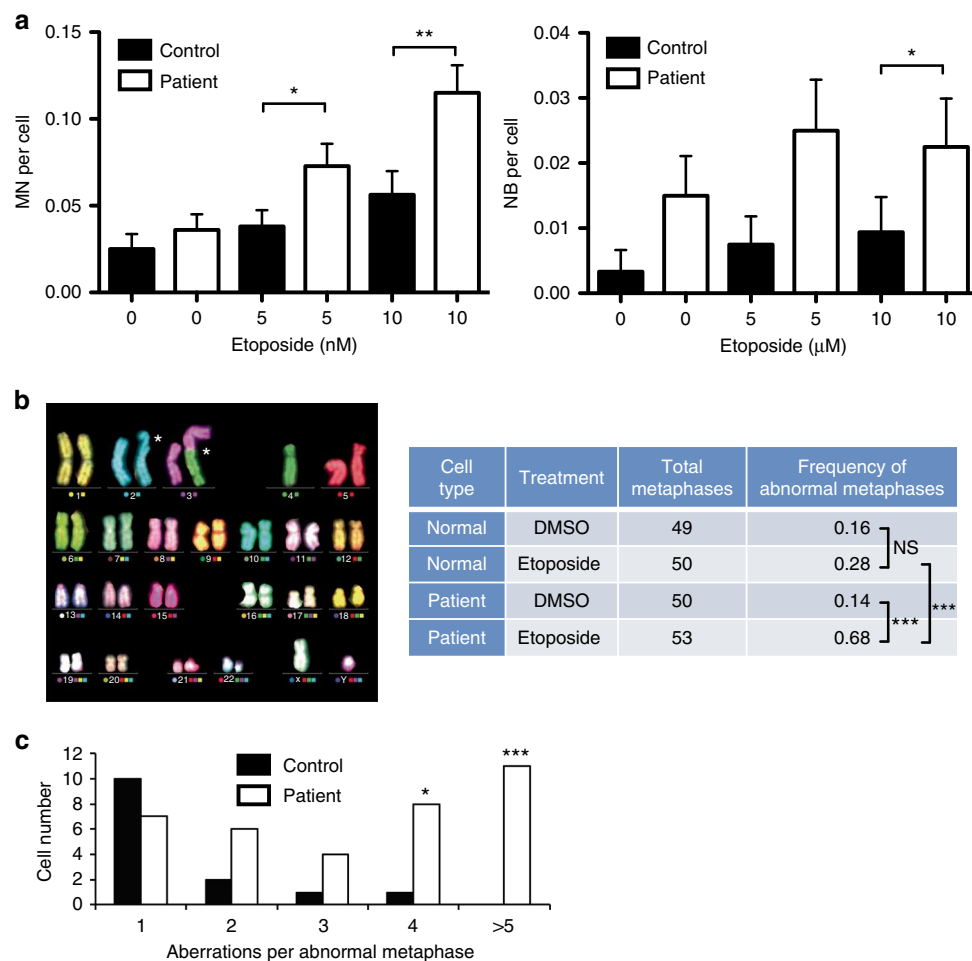 a
0.15
0.10
0.05
0.00
MN per cell
Control
Patient
*
**
0 0 5 5 10 10
Etoposide (nM)
0.04
0.03
0.02
0.01
0.00
NB per cell
Control
Patient
*
0 0 5 5 10 10
Etoposide (μM)
b
* *
1 2 3 4 5
6 7 8 9 10 11 12
13 14 15 16 17 18
19 20 21 22 x Y
Cell type Treatment Total metaphases Frequency of abnormal metaphases
Normal DMSO 49 0.16
Normal Etoposide 50 0.28
Patient DMSO 50 0.14
Patient Etoposide 53 0.68
NS
***
***
c
12
10
8
6
4
2
0
Cell number
Control
Patient
*
***
1 2 3 4 >5
Aberrations per abnormal metaphase